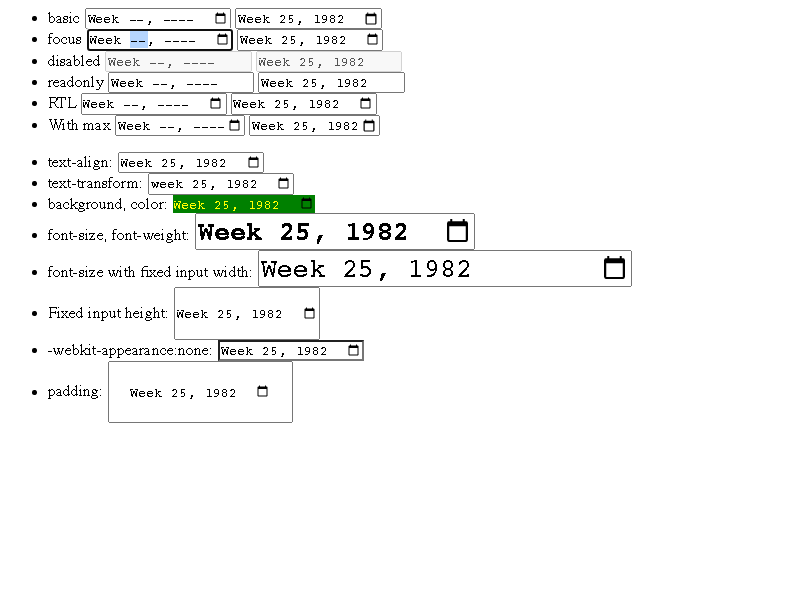 basic Week --, ---- Week 25, 1982
focus Week --, ---- Week 25, 1982
disabled Week --, ---- Week 25, 1982
readonly Week --, ---- Week 25, 1982
RTL Week --, ---- Week 25, 1982
With max Week --, ---- Week 25, 1982
text-align: Week 25, 1982
text-transform: week 25, 1982
background, color: Week 25, 1982
font-size, font-weight: Week 25, 1982
font-size with fixed input width: Week 25, 1982
Fixed input height: Week 25, 1982
-webkit-appearance:none: Week 25, 1982
padding: Week 25, 1982